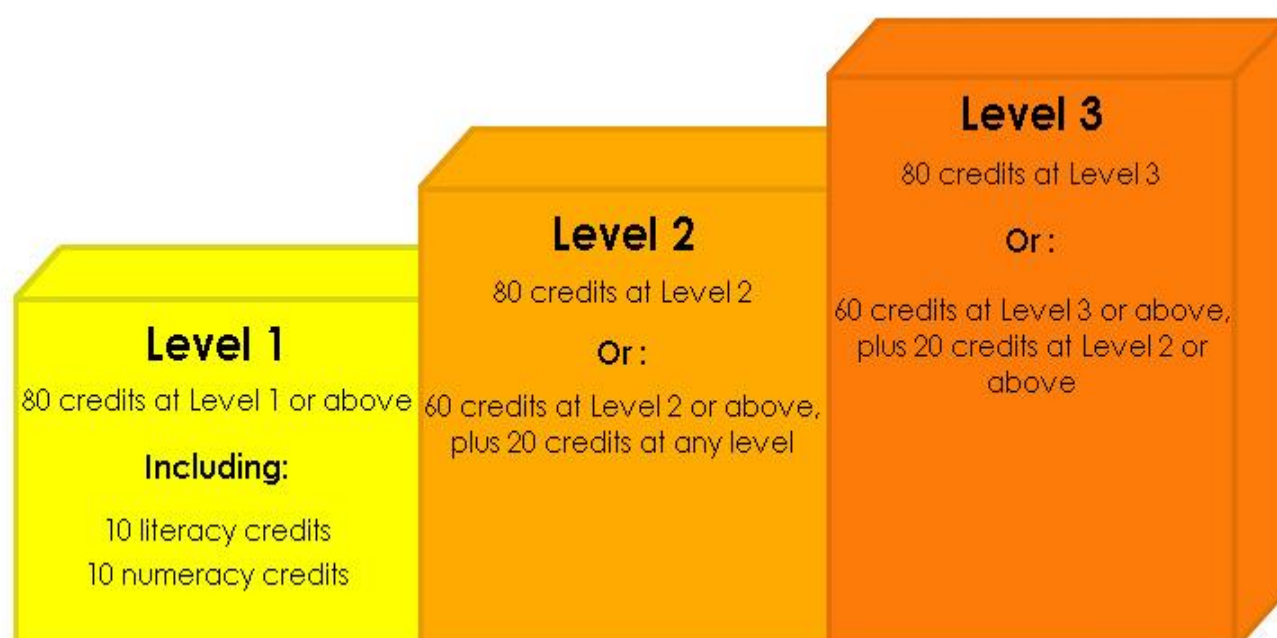 Level 1
80 credits at Level 1 or above
Including:
10 literacy credits
10 numeracy credits
Level 2
80 credits at Level 2
Or :
60 credits at Level 2 or above,
plus 20 credits at any level
Level 3
80 credits at Level 3
Or :
60 credits at Level 3 or above,
plus 20 credits at Level 2 or
above